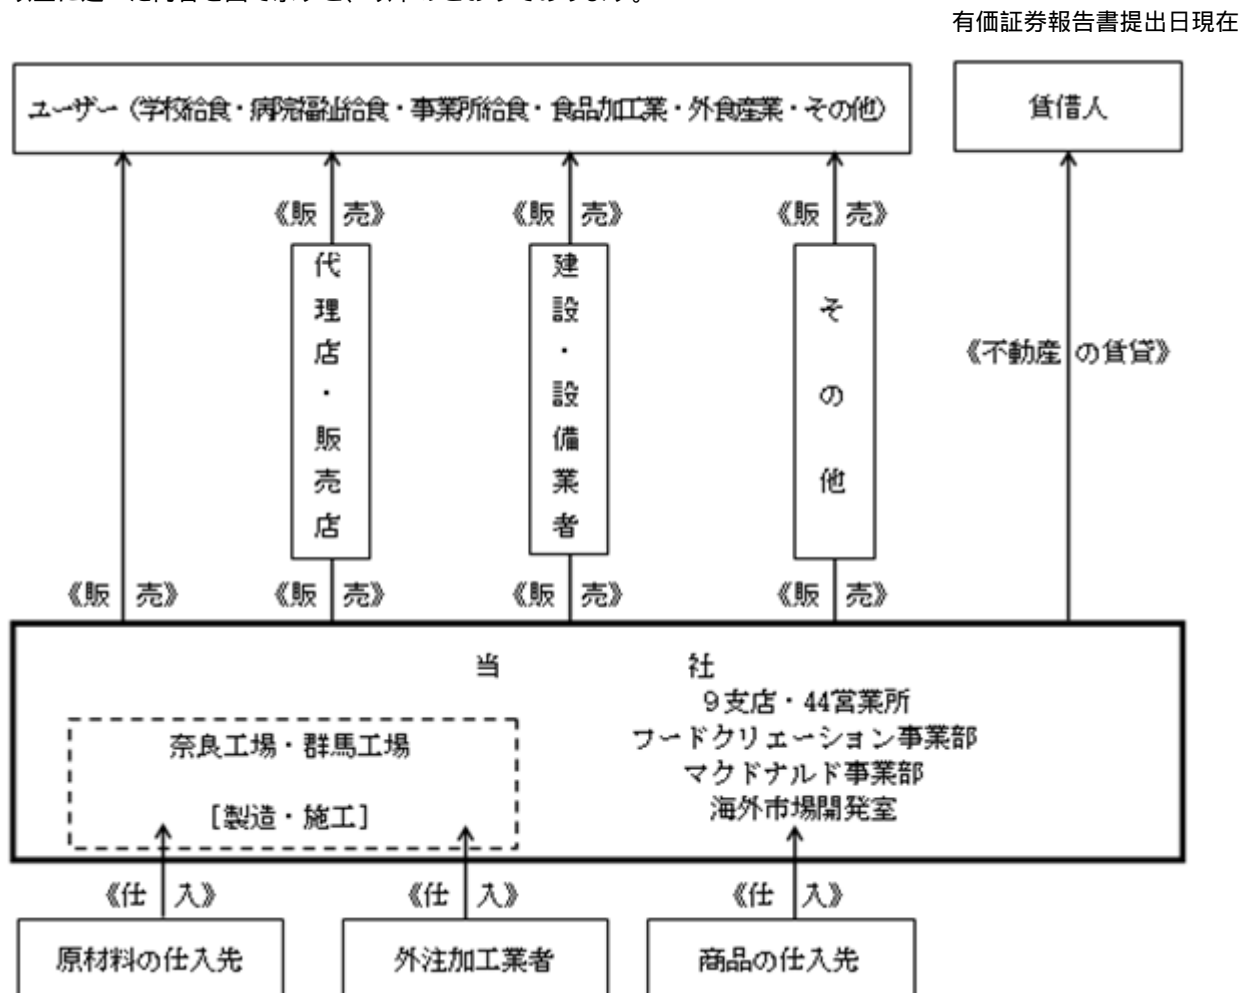 有価証券報告書提出日現在
ユーザー（学校給食・病院福祉給食・事業所給食・食品加工業・外食産業・その他）
賃借人
《販 売》
《販 売》
《販 売》
代理店・販売店
建設・設備業者
その他
《不動産 の賃貸》
《販 売》
《販 売》
《販 売》
《販 売》
当 社
9支店・44営業所
フードクリエーション事業部
マクドナルド事業部
海外市場開発室
奈良工場・群馬工場
[製造・施工]
《仕 入》
《仕 入》
《仕 入》
原材料の仕入先
外注加工業者
商品の仕入先